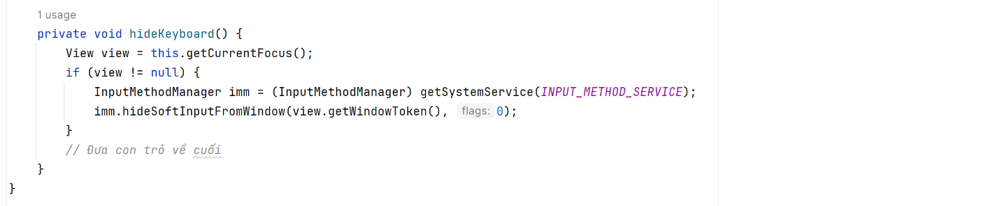 1 usage
private void hideKeyboard() {
View view = this.getCurrentFocus();
if (view != null) {
InputMethodManager imm = (InputMethodManager) getSystemService(INPUT_METHOD_SERVICE);
imm.hideSoftInputFromWindow(view.getWindowToken(), flags: 0);
}
// Đưa con trỏ về cuối
}
}